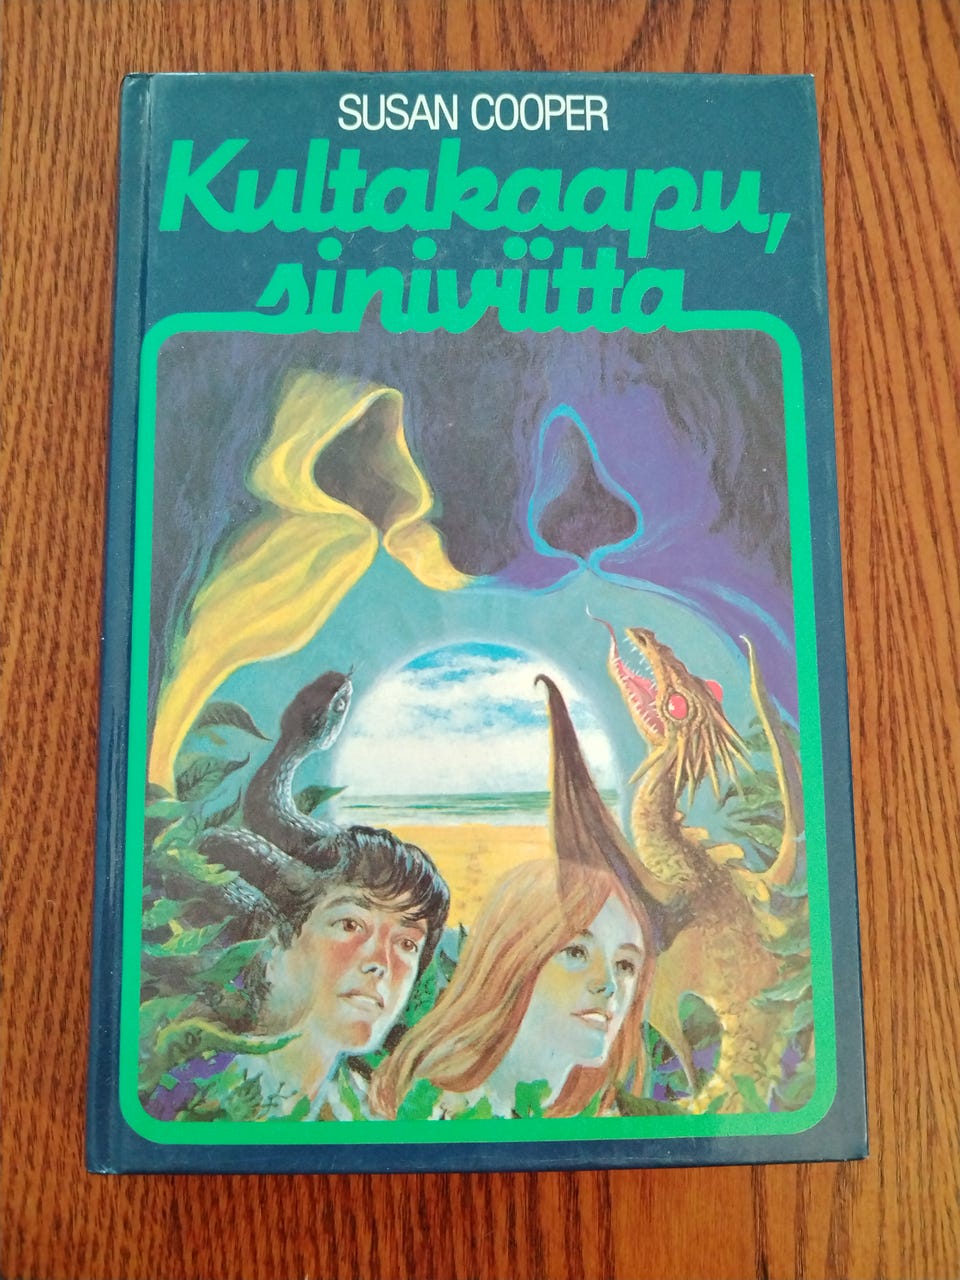 SUSAN COOPER
Kultakaapu,
siniviitta